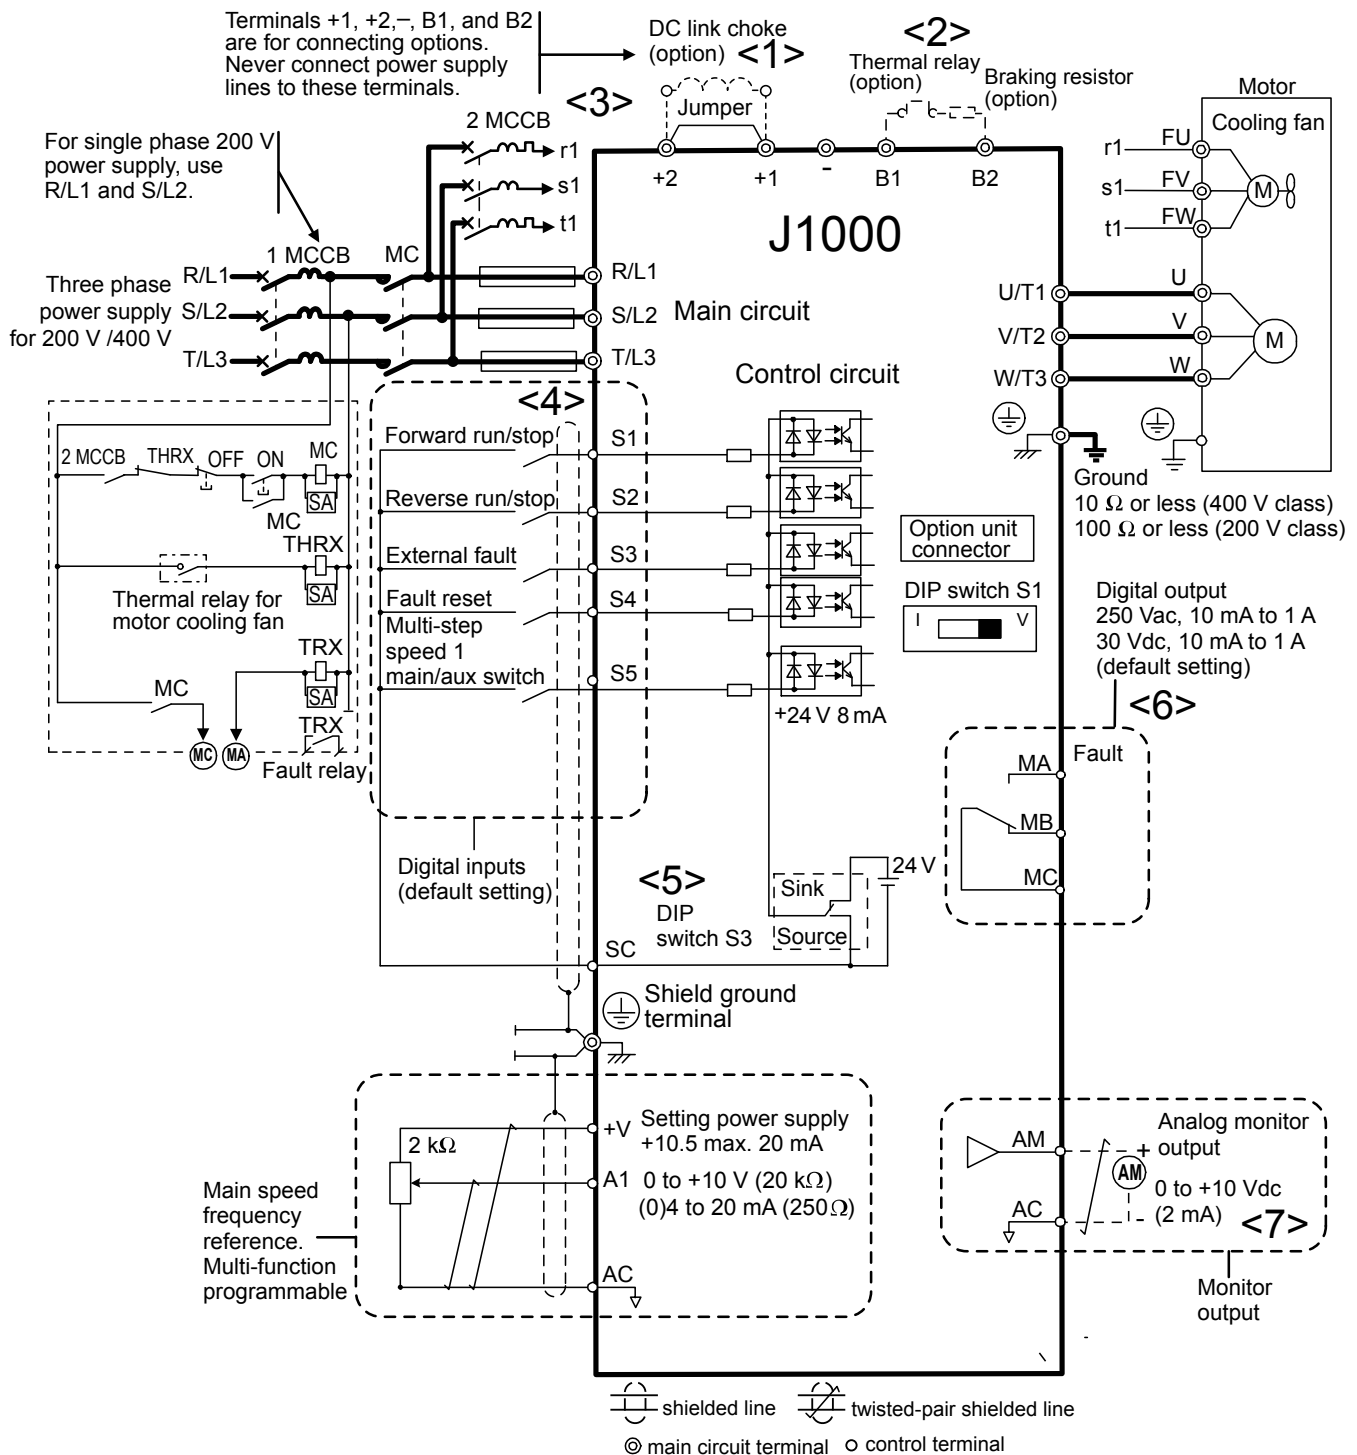 Terminals +1, +2,–, B1, and B2
are for connecting options.
Never connect power supply
lines to these terminals.
DC link choke
(option) <1>
<2>
Thermal relay
(option)
Braking resistor
(option)
Motor
Cooling fan
<3>
Jumper
2 MCCB
For single phase 200 V
power supply, use
R/L1 and S/L2.
r1
s1
t1
+2
+1
-
B1
B2
r1
FU
s1
FV
M
t1
FW
J1000
1 MCCB
MC
R/L1
R/L1
Three phase
power supply
for 200 V /400 V
S/L2
S/L2
T/L3
T/L3
Main circuit
U/T1
U
V/T2
V
M
W/T3
W
Control circuit
<4>
Forward run/stop
S1
2 MCCB
THRX
OFF
ON
MC
SA
MC
Reverse run/stop
S2
THRX
SA
External fault
S3
Thermal relay for
motor cooling fan
Fault reset
S4
Multi-step
speed 1
main/aux switch
S5
TRX
SA
MC
TRX
MC
MA
Fault relay
+24 V 8 mA
Option unit
connector
DIP switch S1
I
V
Ground
10 Ω or less (400 V class)
100 Ω or less (200 V class)
Digital output
250 Vac, 10 mA to 1 A
30 Vdc, 10 mA to 1 A
(default setting)
<6>
MA
Fault
MB
MC
Digital inputs
(default setting)
<5>
DIP
switch S3
Sink
Source
24 V
SC
Shield ground
terminal
2 kΩ
+V
Setting power supply
+10.5 max. 20 mA
A1
0 to +10 V (20 kΩ)
(0)4 to 20 mA (250 Ω)
AC
Main speed
frequency
reference.
Multi-function
programmable
AM
+
Analog monitor
output
AM
0 to +10 Vdc
(2 mA)
AC
-
<7>
Monitor
output
shielded line
twisted-pair shielded line
main circuit terminal
control terminal